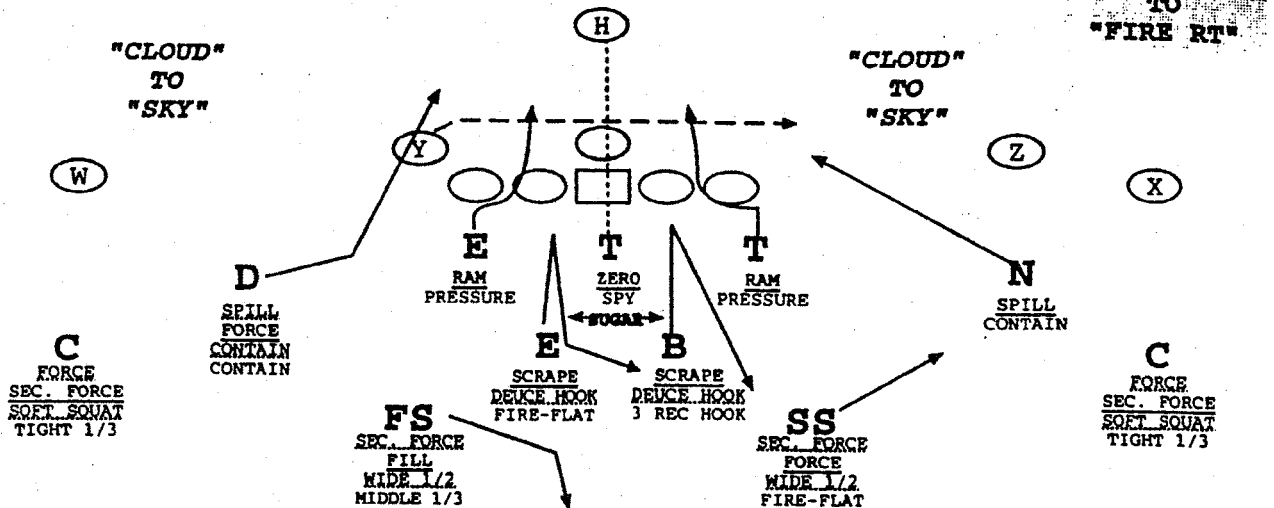 TO
"FIRE RT"
H
"CLOUD"
TO
"SKY"
"CLOUD"
TO
"SKY"
Y
Z
W
X
E
RAM
PRESSURE
T
ZERO
SPY
T
RAM
PRESSURE
D
SPILL
FORCE
CONTAIN
CONTAIN
N
SPILL
CONTAIN
SUGAR
C
FORCE
SEC. FORCE
SOFT SQUAT
TIGHT 1/3
E
SCRAPE
DEUCE HOOK
FIRE-FLAT
B
SCRAPE
DEUCE HOOK
3 REC HOOK
C
FORCE
SEC. FORCE
SOFT SQUAT
TIGHT 1/3
FS
SEC. FORCE
FILL
WIDE 1/2
MIDDLE 1/3
SS
SEC. FORCE
FORCE
WIDE 1/2
FIRE-FLAT